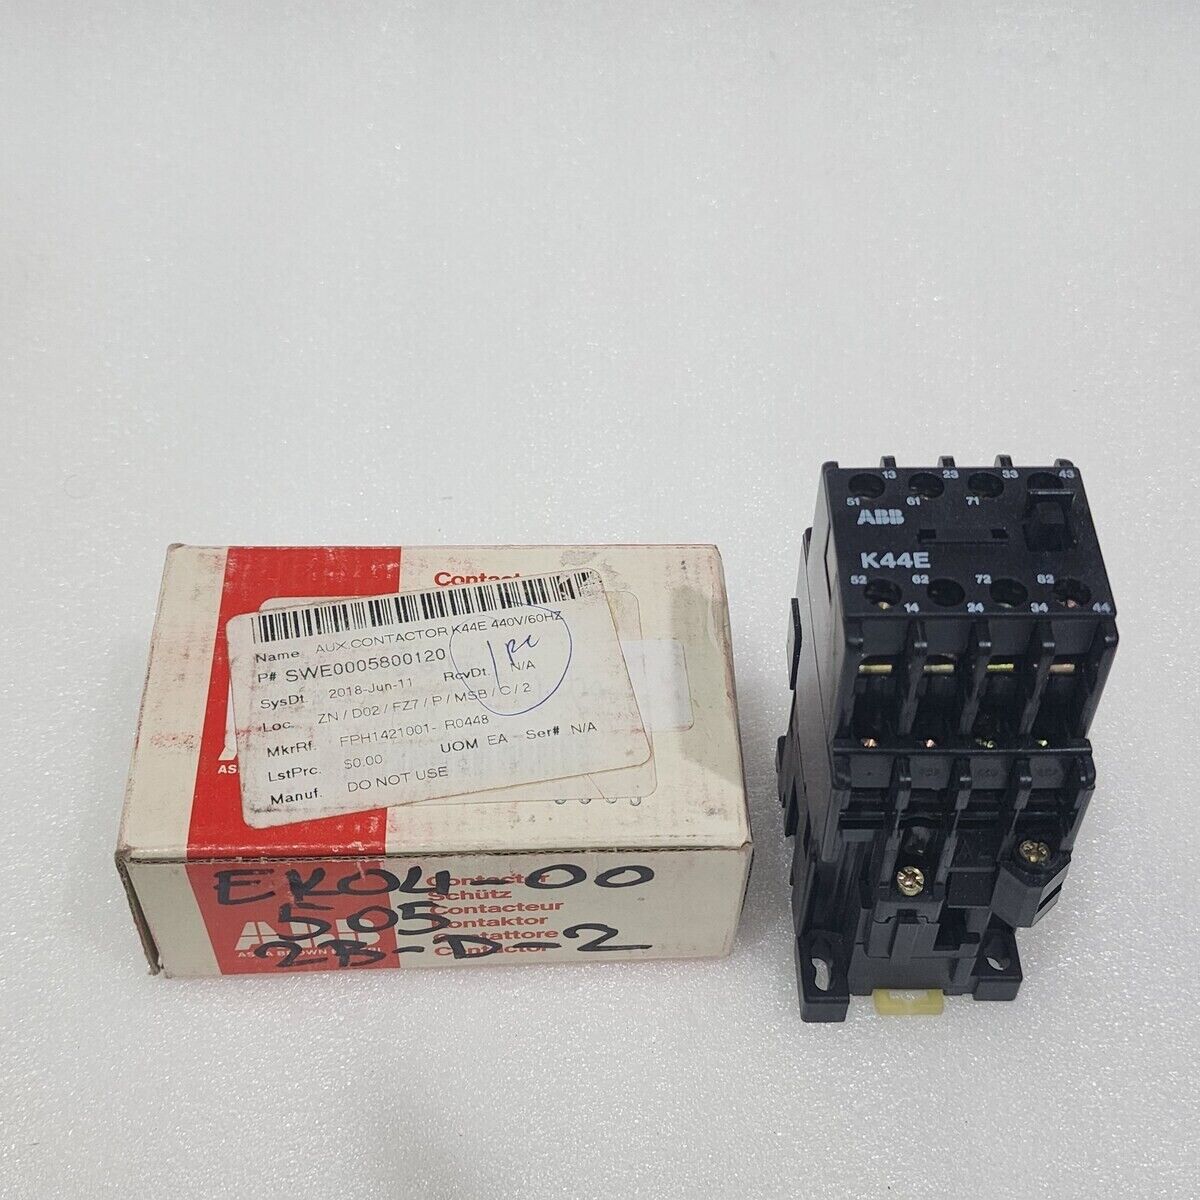 Name AUX.CONTACTOR K44E 440V/60HZ
P# SWE0005800120
SysDt. 2018-Jun-11 RcvDt. N/A
Loc. ZN / D02 / FZ7 / P / MSB / C / 2
MkrRf. FPH1421001- R0448
LstPrc. $0.00 UOM EA Ser# N/A
Manuf. DO NOT USE
EK04-00
505
2B-D-2
ABB
Contactor
Schütz
Contacteur
Kontaktor
13 23 33 43
51 61 71
ABB
K44E
52 62 72 82
14 24 34 44